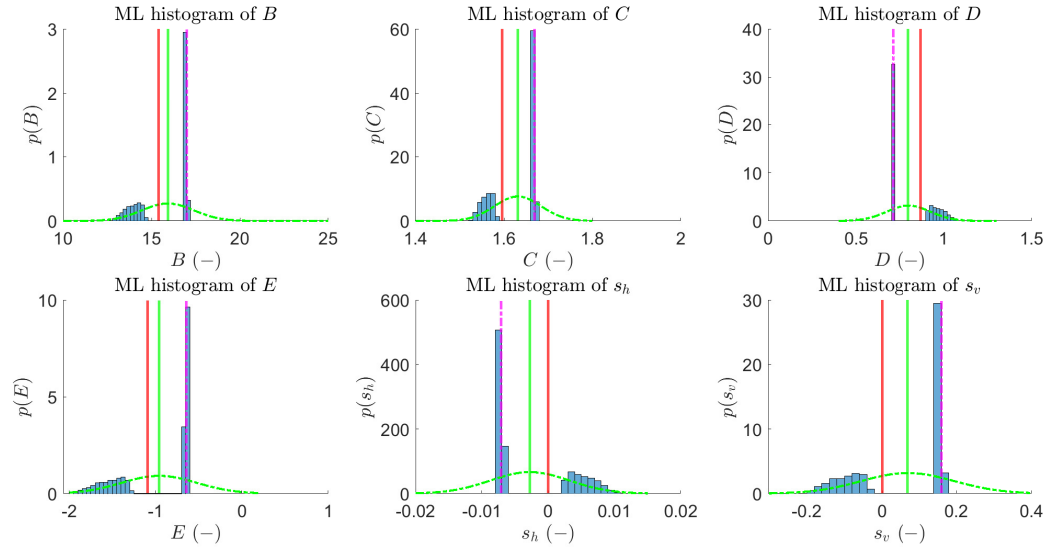 ML histogram of B
3
2
1
0
p(B)
10 15 20 25
B (−)
ML histogram of C
60
40
20
0
p(C)
1.4 1.6 1.8 2
C (−)
ML histogram of D
40
30
20
10
0
p(D)
0 0.5 1 1.5
D (−)
ML histogram of E
10
5
0
p(E)
-2 -1 0 1
E (−)
ML histogram of s_h
600
400
200
0
p(s_h)
-0.02 -0.01 0 0.01 0.02
s_h (−)
ML histogram of s_v
30
20
10
0
p(s_v)
-0.2 0 0.2 0.4
s_v (−)